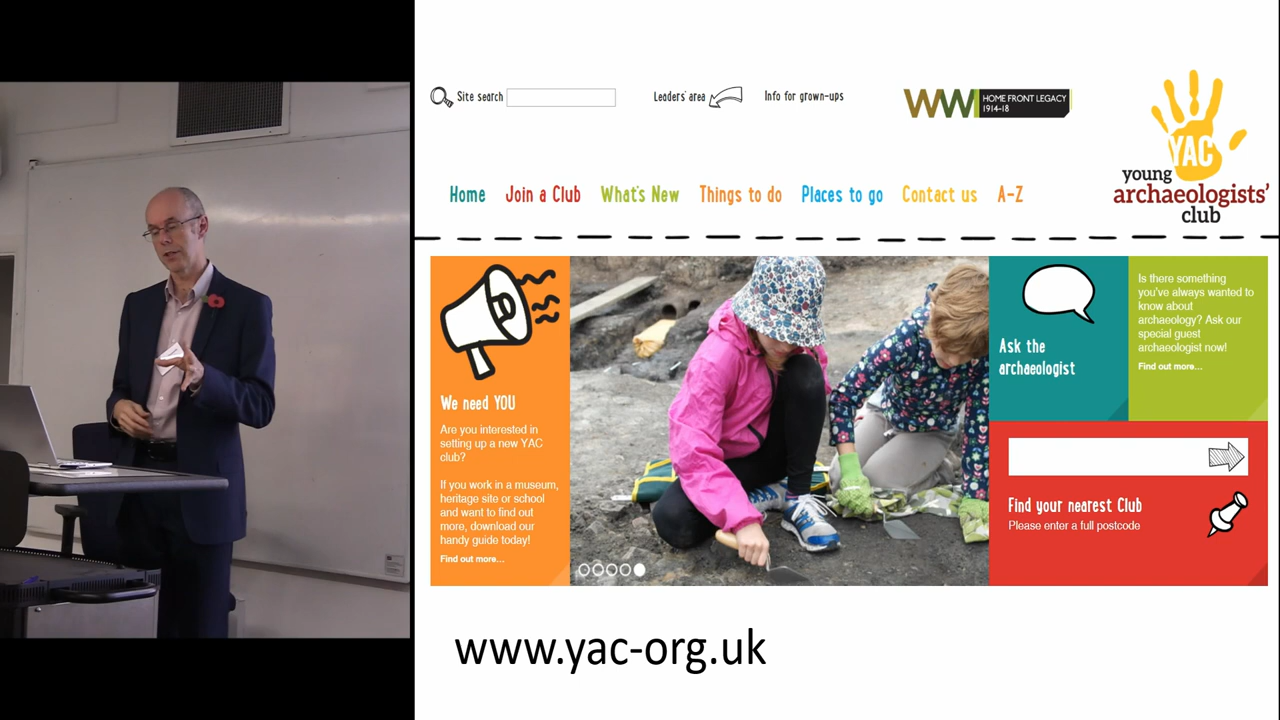 Site search
Leaders' area
Info for grown-ups
WWI HOME FRONT LEGACY
1914-18
YAC
young
archaeologists'
club
Home Join a Club What's New Things to do Places to go Contact us A-Z
We need YOU
Are you interested in
setting up a new YAC
club?
If you work in a museum,
heritage site or school
and want to find out
more, download our
handy guide today!
Find out more...
Ask the
archaeologist
Is there something
you've always wanted to
know about
archaeology? Ask our
special guest
archaeologist now!
Find out more...
Find your nearest Club
Please enter a full postcode
www.yac-org.uk